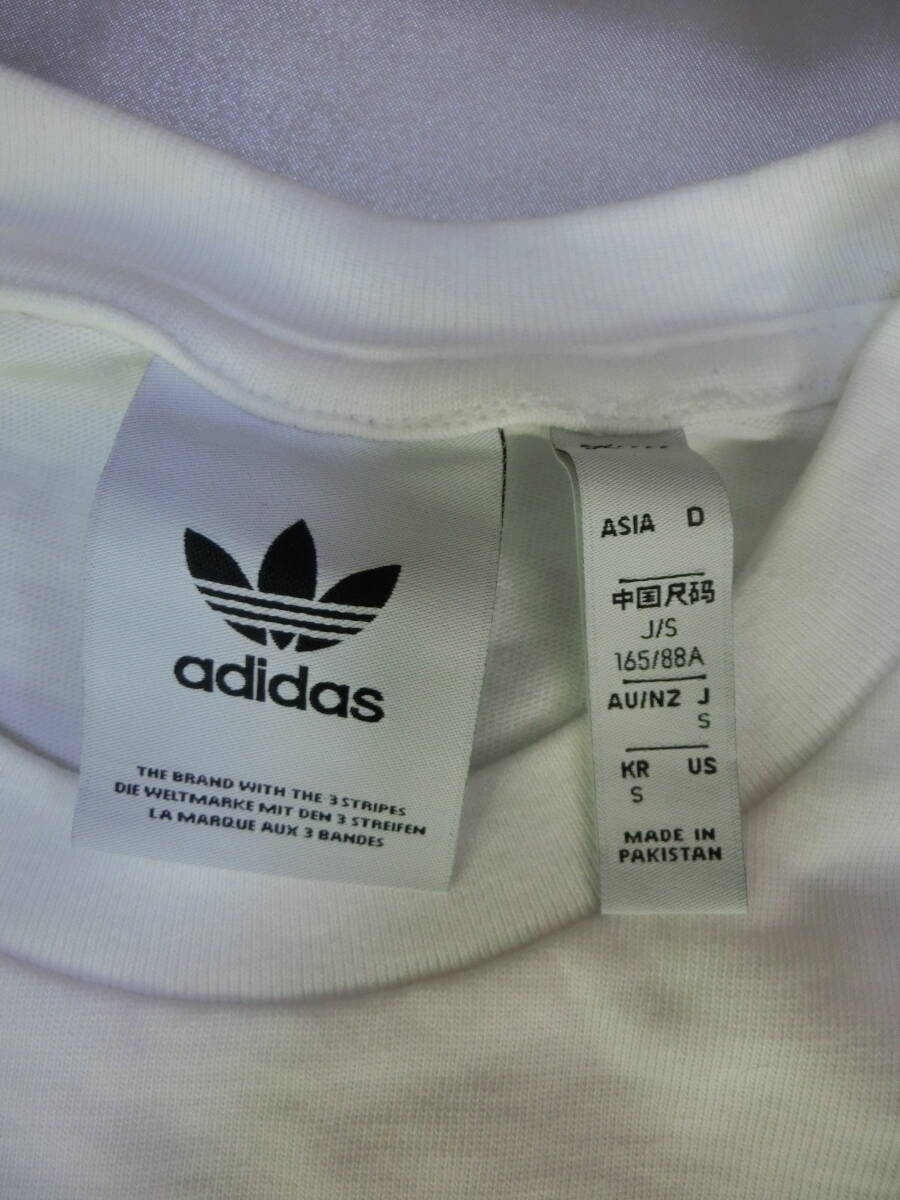 adidas
THE BRAND WITH THE 3 STRIPES
DIE WELTMARKE MIT DEN 3 STREIFEN
LA MARQUE AUX 3 BANDES
ASIA D
中国尺码
J/S
165/88A
AU/NZ J
S
KR US
S
MADE IN
PAKISTAN